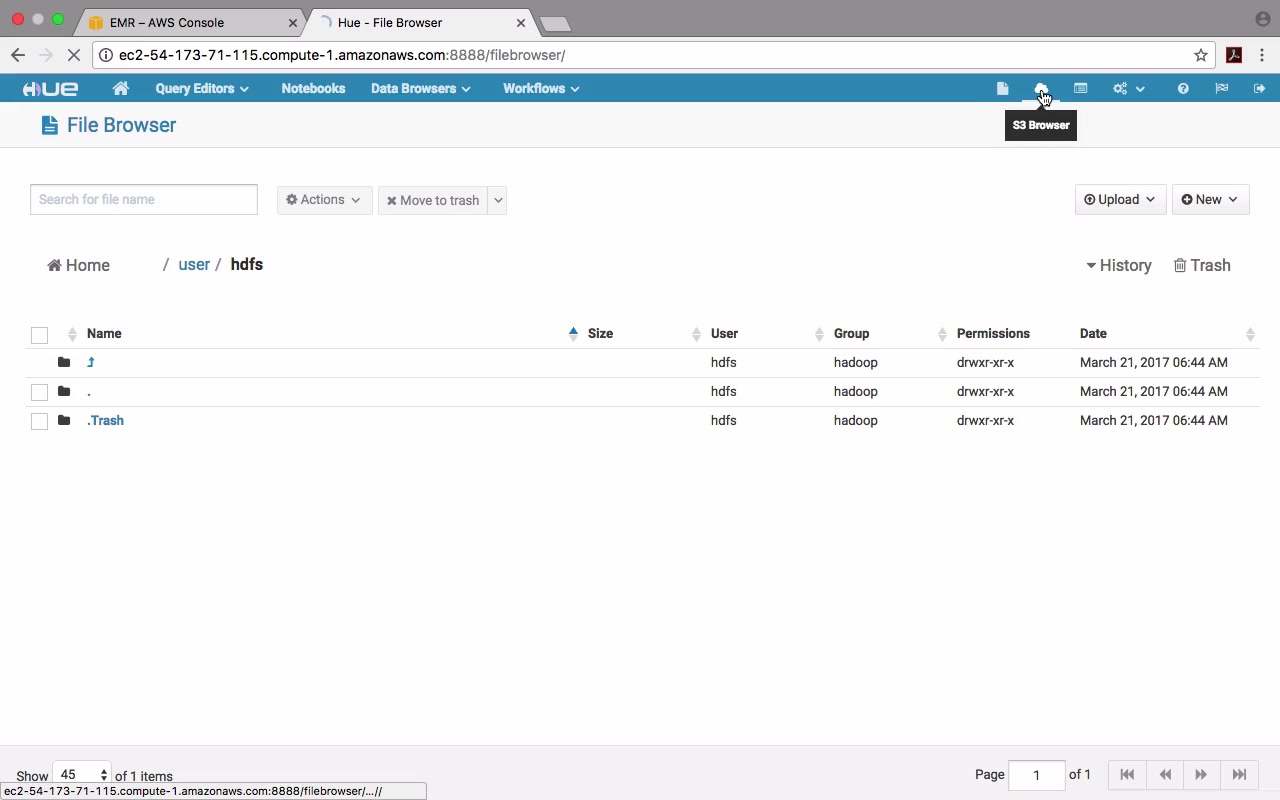 EMR – AWS Console
Hue - File Browser
ec2-54-173-71-115.compute-1.amazonaws.com:8888/filebrowser/
HUE Query Editors Notebooks Data Browsers Workflows
File Browser
S3 Browser
Search for file name Actions Move to trash Upload New
Home / user / hdfs History Trash
Name Size User Group Permissions Date
hdfs hadoop drwxr-xr-x March 21, 2017 06:44 AM
. hdfs hadoop drwxr-xr-x March 21, 2017 06:44 AM
.Trash hdfs hadoop drwxr-xr-x March 21, 2017 06:44 AM
Show 45 of 1 items Page 1 of 1
ec2-54-173-71-115.compute-1.amazonaws.com:8888/filebrowser/...//